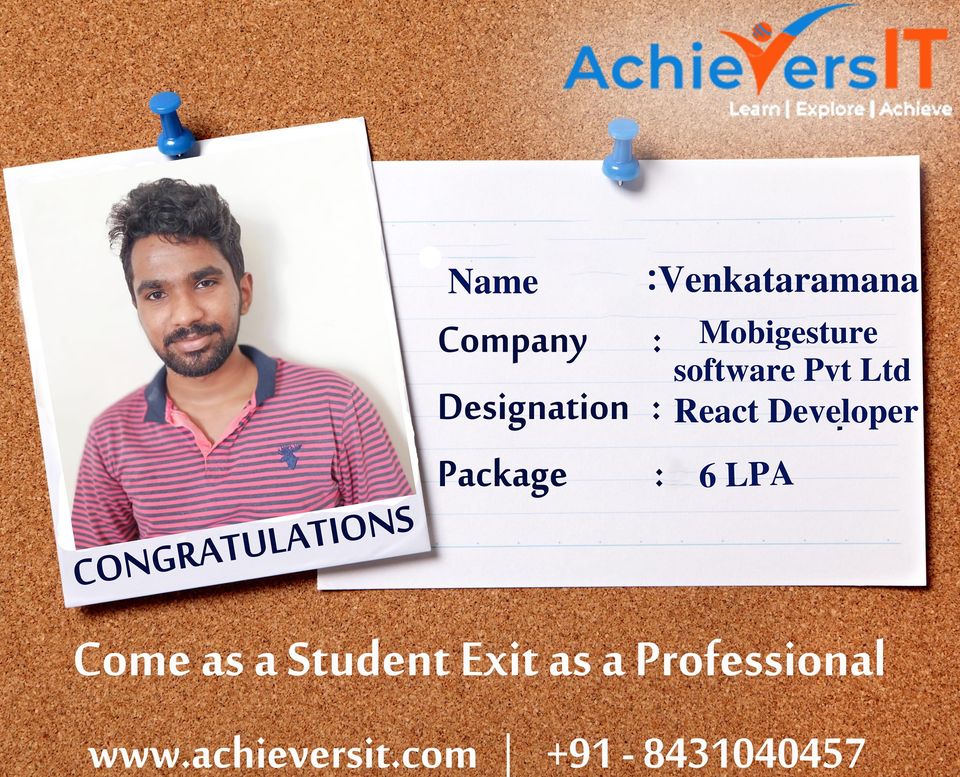 AchieversIT
Learn | Explore | Achieve
Name :Venkataramana
Company : Mobigesture
software Pvt Ltd
Designation : React Developer
Package : 6 LPA
CONGRATULATIONS
Come as a Student Exit as a Professional
www.achieversit.com | +91 - 8431040457